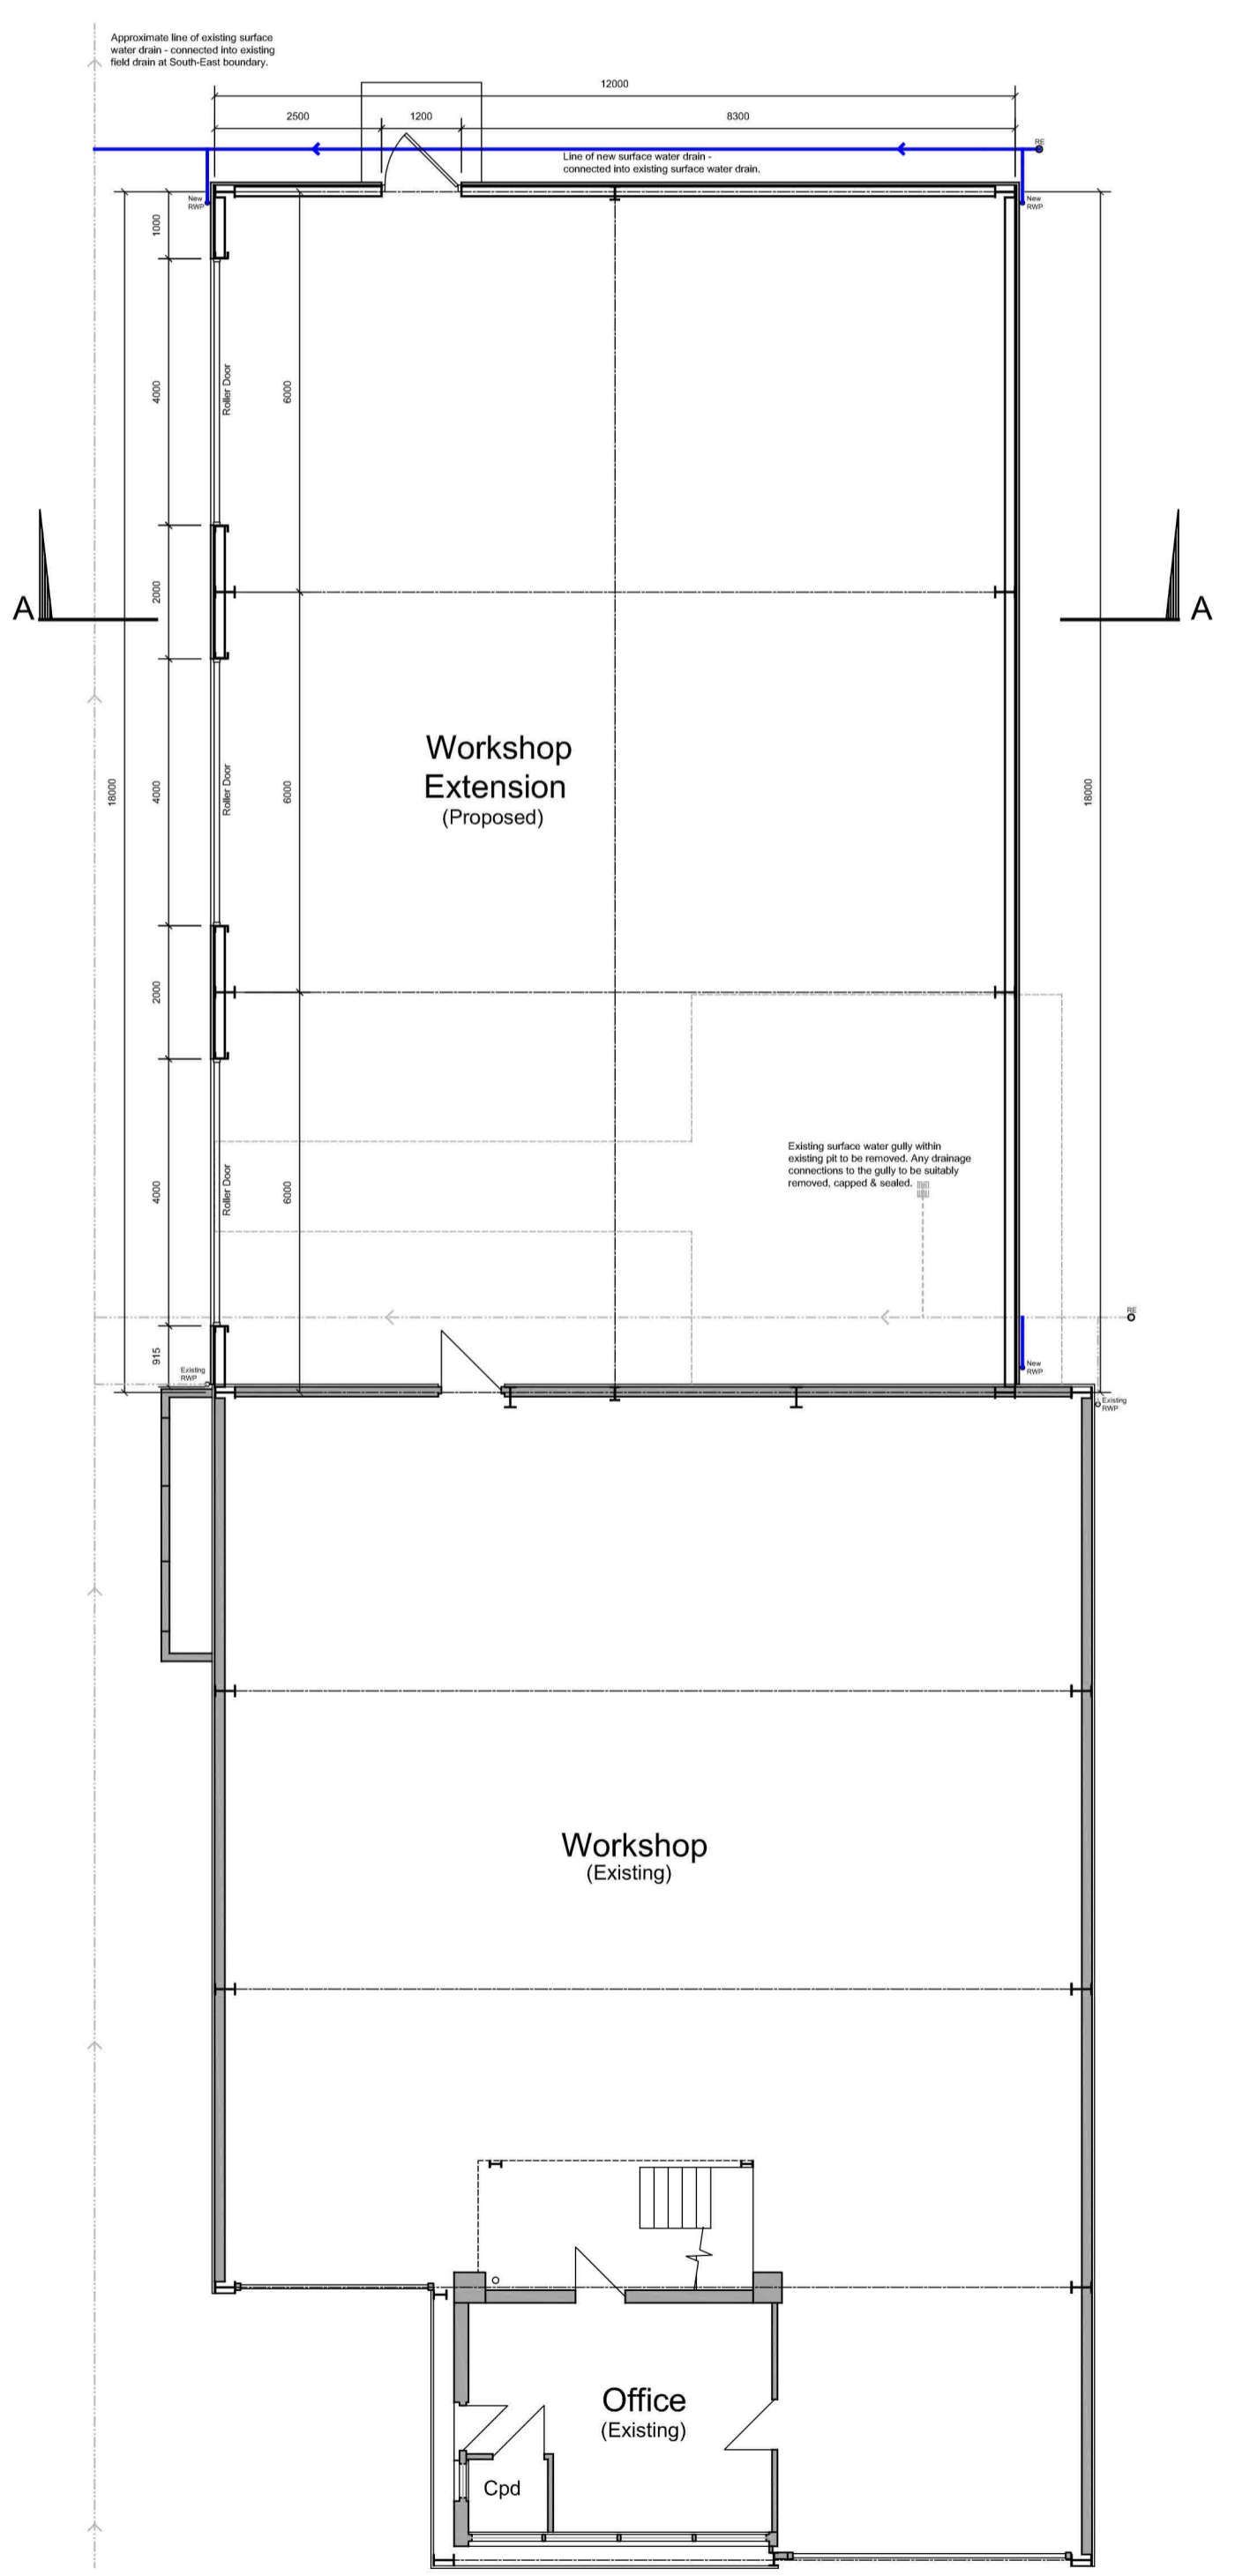 Approximate line of existing surface
water drain - connected into existing
field drain at South-East boundary.
12000
2500
1200
8300
RE
Line of new surface water drain -
connected into existing surface water drain.
New
RWP
New
RWP
1000
4000
Roller Door
6000
2000
A
A
Workshop
Extension
(Proposed)
18000
4000
Roller Door
6000
18000
2000
Existing surface water gully within
existing pit to be removed. Any drainage
connections to the gully to be suitably
removed, capped & sealed.
4000
Roller Door
6000
RE
915
Existing
RWP
New
RWP
Existing
RWP
Workshop
(Existing)
Office
(Existing)
Cpd